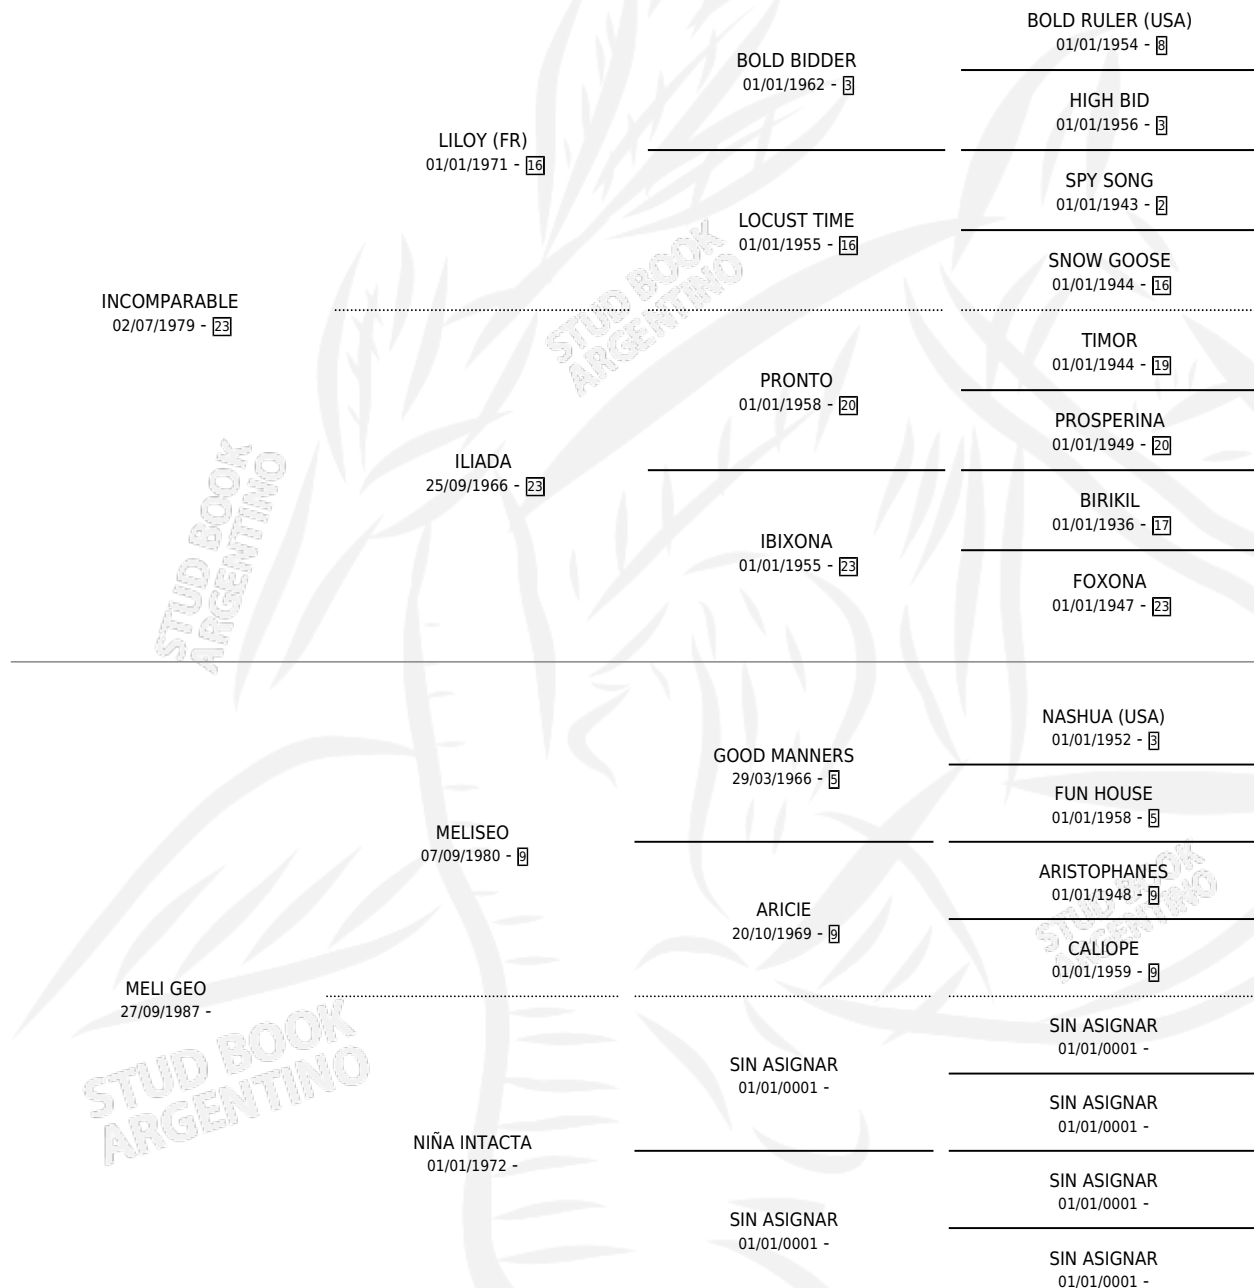 BOLD RULER (USA)
01/01/1954 - 8
BOLD BIDDER
01/01/1962 - 3
HIGH BID
01/01/1956 - 3
LILOY (FR)
01/01/1971 - 16
SPY SONG
01/01/1943 - 2
LOCUST TIME
01/01/1955 - 16
SNOW GOOSE
01/01/1944 - 16
INCOMPARABLE
02/07/1979 - 23
TIMOR
01/01/1944 - 19
PRONTO
01/01/1958 - 20
PROSPERINA
01/01/1949 - 20
ILIADA
25/09/1966 - 23
BIRIKIL
01/01/1936 - 17
IBIXONA
01/01/1955 - 23
FOXONA
01/01/1947 - 23
STUD BOOK
ARGENTINO
STUD BOOK
ARGENTINO
NASHUA (USA)
01/01/1952 - 3
GOOD MANNERS
29/03/1966 - 5
FUN HOUSE
01/01/1958 - 5
MELISEO
07/09/1980 - 9
ARISTOPHANES
01/01/1948 - 9
ARICIE
20/10/1969 - 9
CALIOPE
01/01/1959 - 9
MELI GEO
27/09/1987 -
SIN ASIGNAR
01/01/0001 -
SIN ASIGNAR
01/01/0001 -
SIN ASIGNAR
01/01/0001 -
NIÑA INTACTA
01/01/1972 -
SIN ASIGNAR
01/01/0001 -
SIN ASIGNAR
01/01/0001 -
SIN ASIGNAR
01/01/0001 -
STUD BOOK
ARGENTINO
STUD BOOK
ARGENTINO